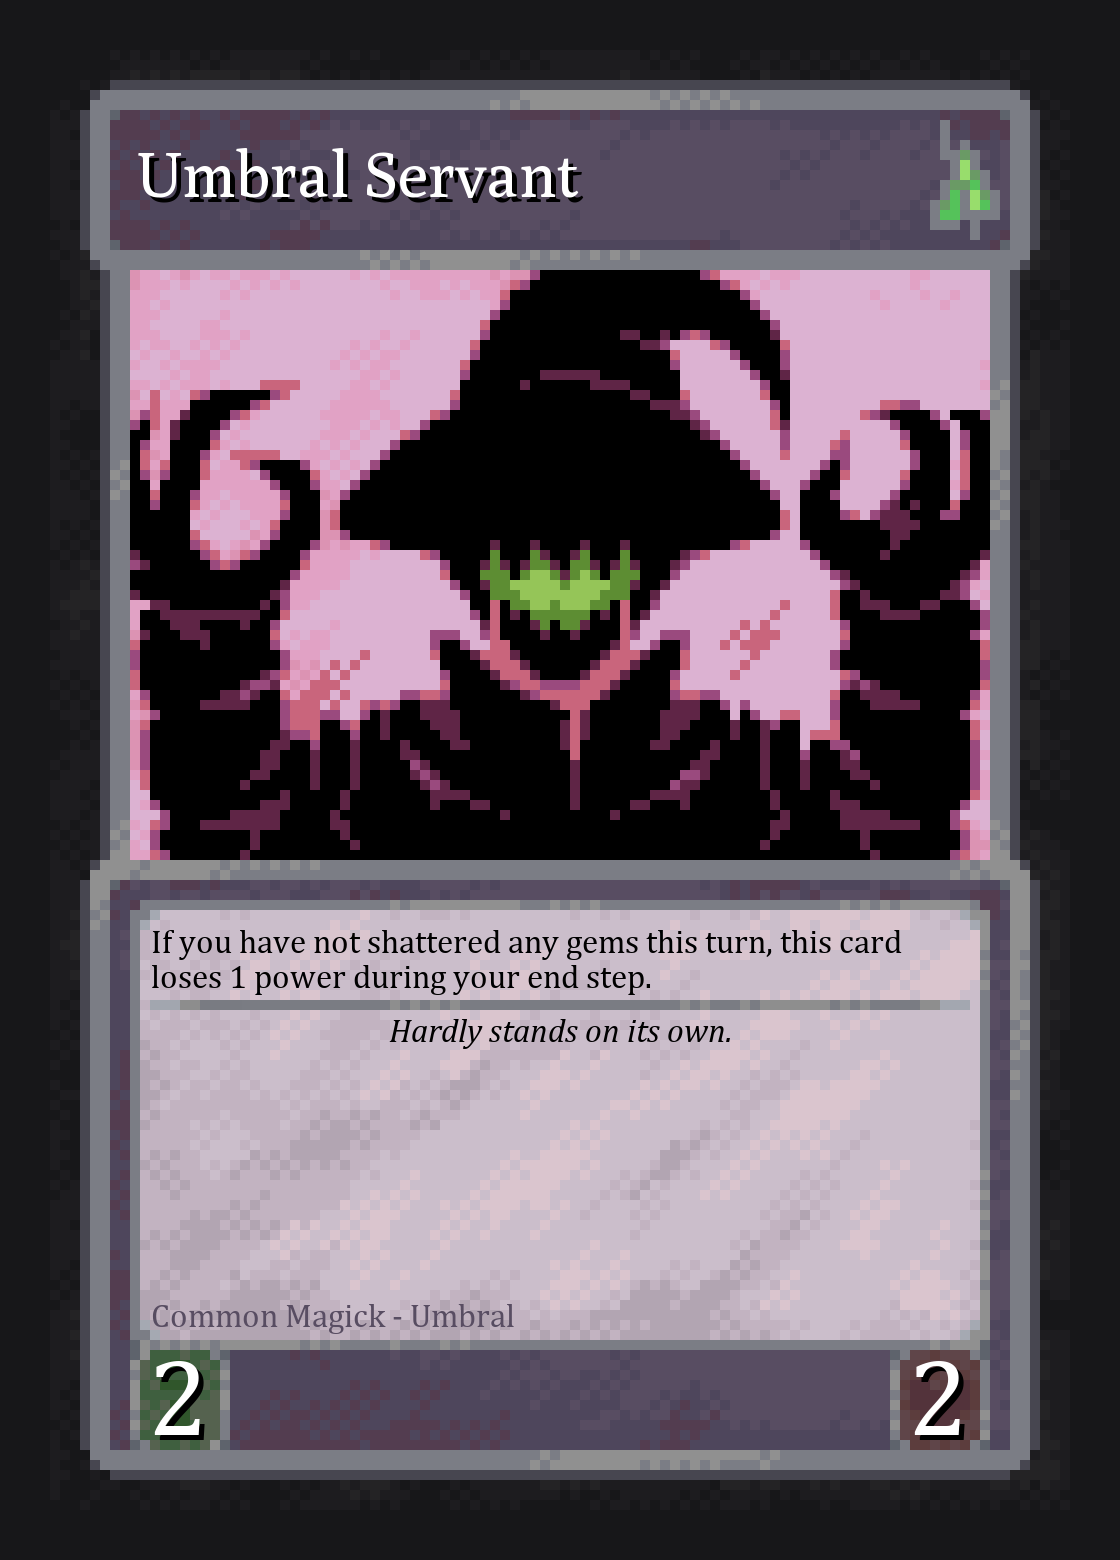 Umbral Servant
If you have not shattered any gems this turn, this card
loses 1 power during your end step.
Hardly stands on its own.
Common Magick - Umbral
2 2